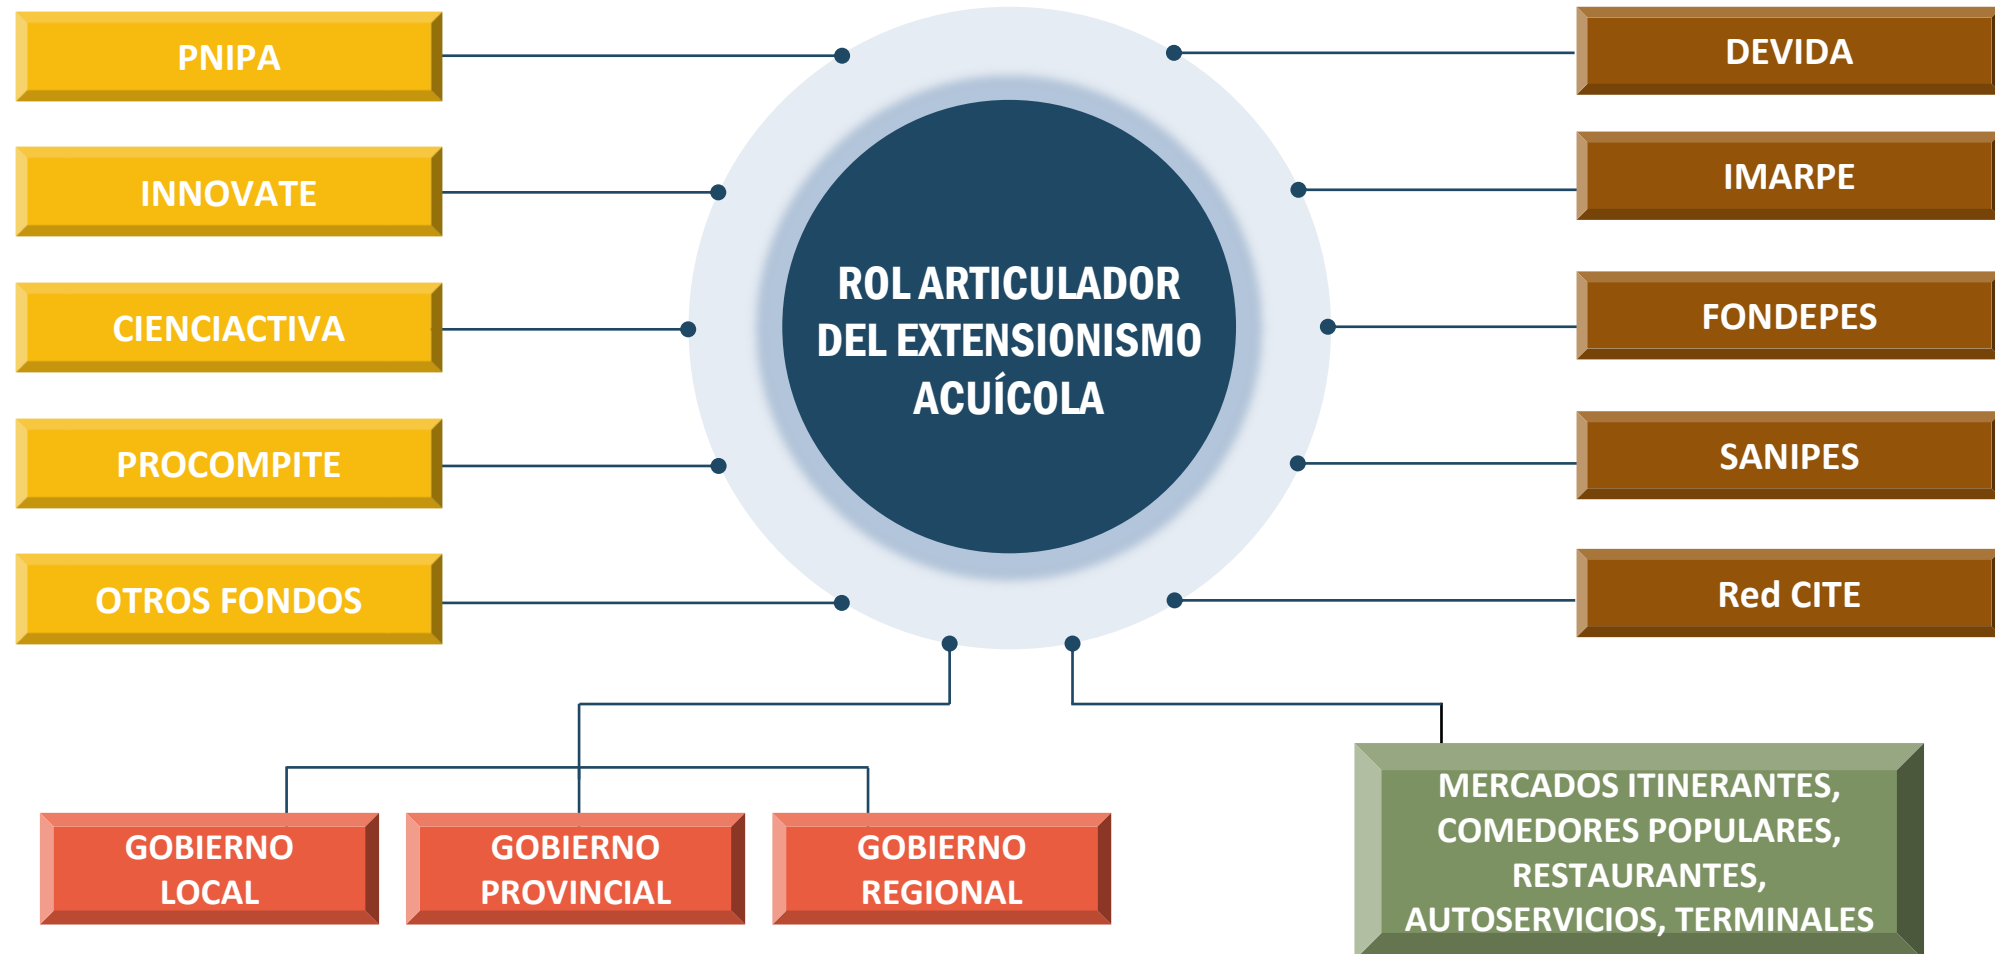 PNIPA
INNOVATE
CIENCIACTIVA
PROCOMPITE
OTROS FONDOS
ROL ARTICULADOR
DEL EXTENSIONISMO
ACUÍCOLA
DEVIDA
IMARPE
FONDEPES
SANIPES
Red CITE
GOBIERNO
LOCAL
GOBIERNO
PROVINCIAL
GOBIERNO
REGIONAL
MERCADOS ITINERANTES,
COMEDORES POPULARES,
RESTAURANTES,
AUTOSERVICIOS, TERMINALES